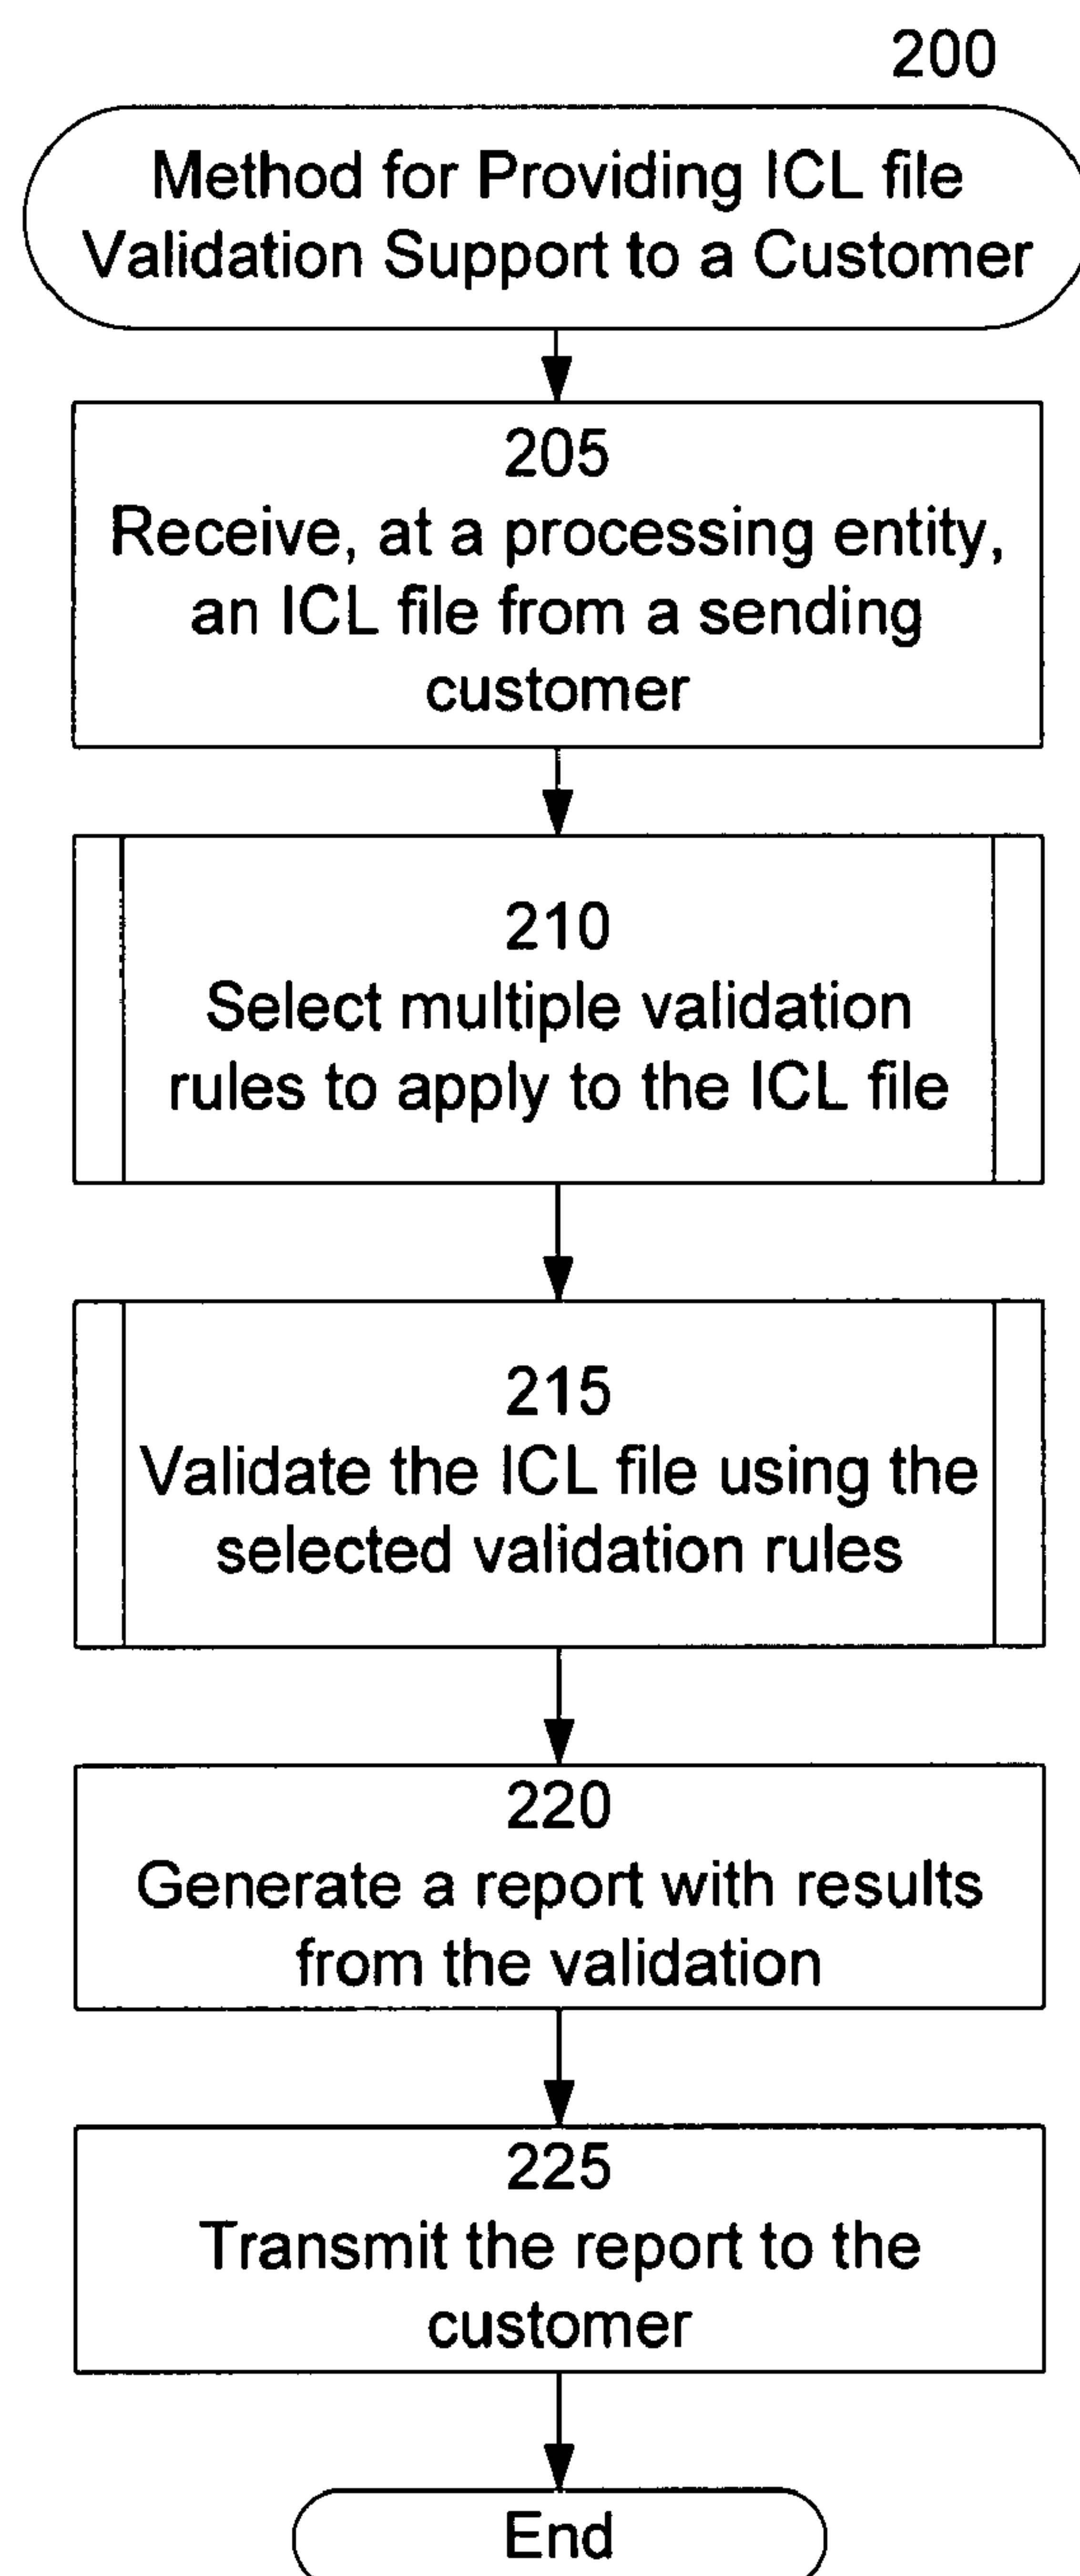 200
Method for Providing ICL file
Validation Support to a Customer
205
Receive, at a processing entity,
an ICL file from a sending
customer
210
Select multiple validation
rules to apply to the ICL file
215
Validate the ICL file using the
selected validation rules
220
Generate a report with results
from the validation
225
Transmit the report to the
customer
End